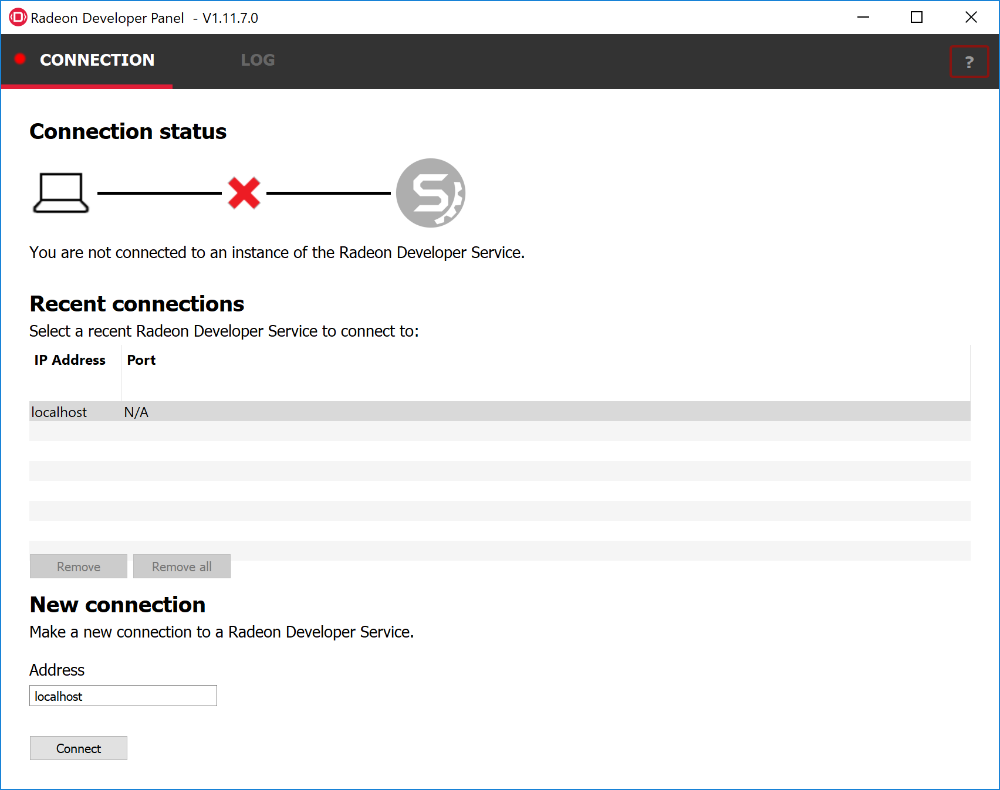 Radeon Developer Panel - V1.11.7.0
CONNECTION LOG ?
Connection status
You are not connected to an instance of the Radeon Developer Service.
Recent connections
Select a recent Radeon Developer Service to connect to:
IP Address Port
localhost N/A
Remove Remove all
New connection
Make a new connection to a Radeon Developer Service.
Address
localhost
Connect